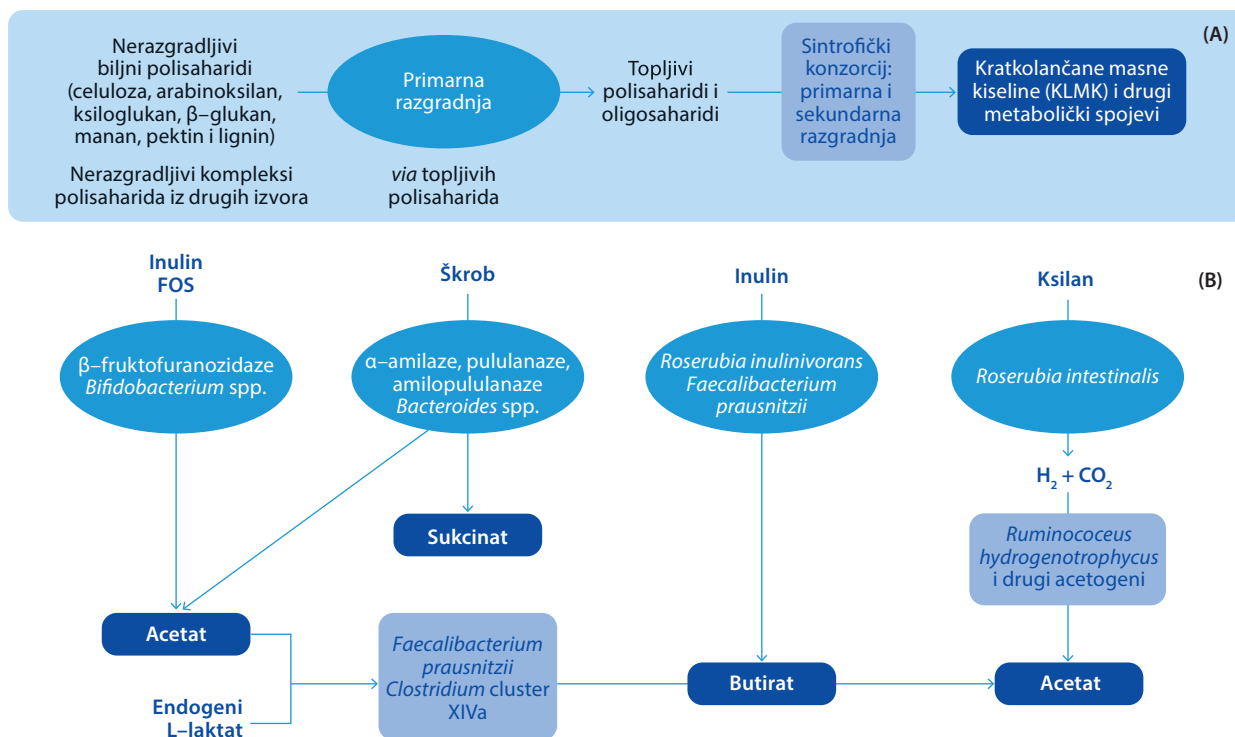 (A)
Nerazgradljivi
biljni polisaharidi
(celuloza, arabinoksilan,
ksiloglukan, β–glukan,
manan, pektin i lignin)
Nerazgradljivi kompleksi
polisaharida iz drugih izvora
Primarna
razgradnja
via topljivih
polisaharida
Topljivi
polisaharidi i
oligosaharidi
Sintrofički
konzorcij:
primarna i
sekundarna
razgradnja
Kratkolančane masne
kiseline (KLMK) i drugi
metabolički spojevi
(B)
Inulin
FOS
β–fruktofuranozidaze
Bifidobacterium spp.
Škrob
α–amilaze, pululanaze,
amilopululanaze
Bacteroides spp.
Inulin
Roserubia inulinivorans
Faecalibacterium
prausnitzii
Ksilan
Roserubia intestinalis
H₂ + CO₂
Sukcinat
Ruminococeus
hydrogenotrophycus
i drugi acetogeni
Acetat
Endogeni
L–laktat
Faecalibacterium
prausnitzii
Clostridium cluster
XIVa
Butirat
Acetat